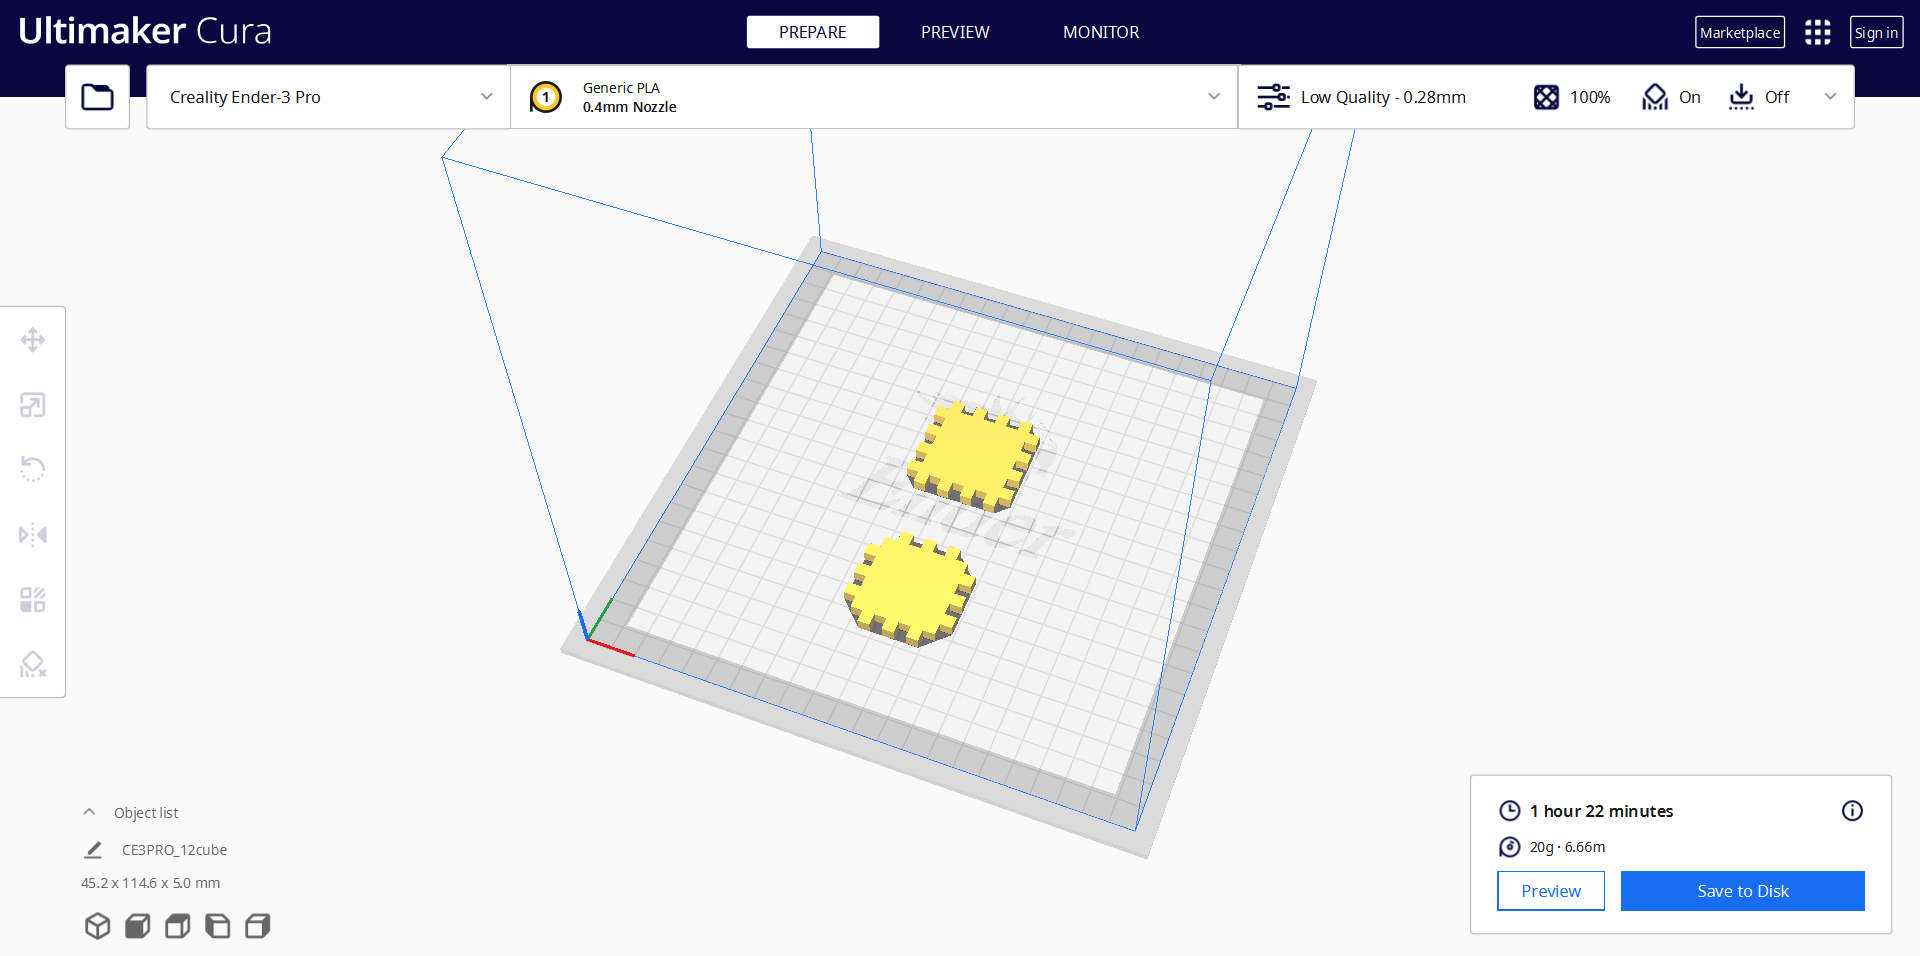 Ultimaker Cura
PREPARE
PREVIEW
MONITOR
Marketplace
Sign in
Creality Ender-3 Pro
1
Generic PLA
0.4mm Nozzle
Low Quality - 0.28mm
100%
On
Off
Object list
CE3PRO_12cube
45.2 x 114.6 x 5.0 mm
1 hour 22 minutes
20g · 6.66m
Preview
Save to Disk